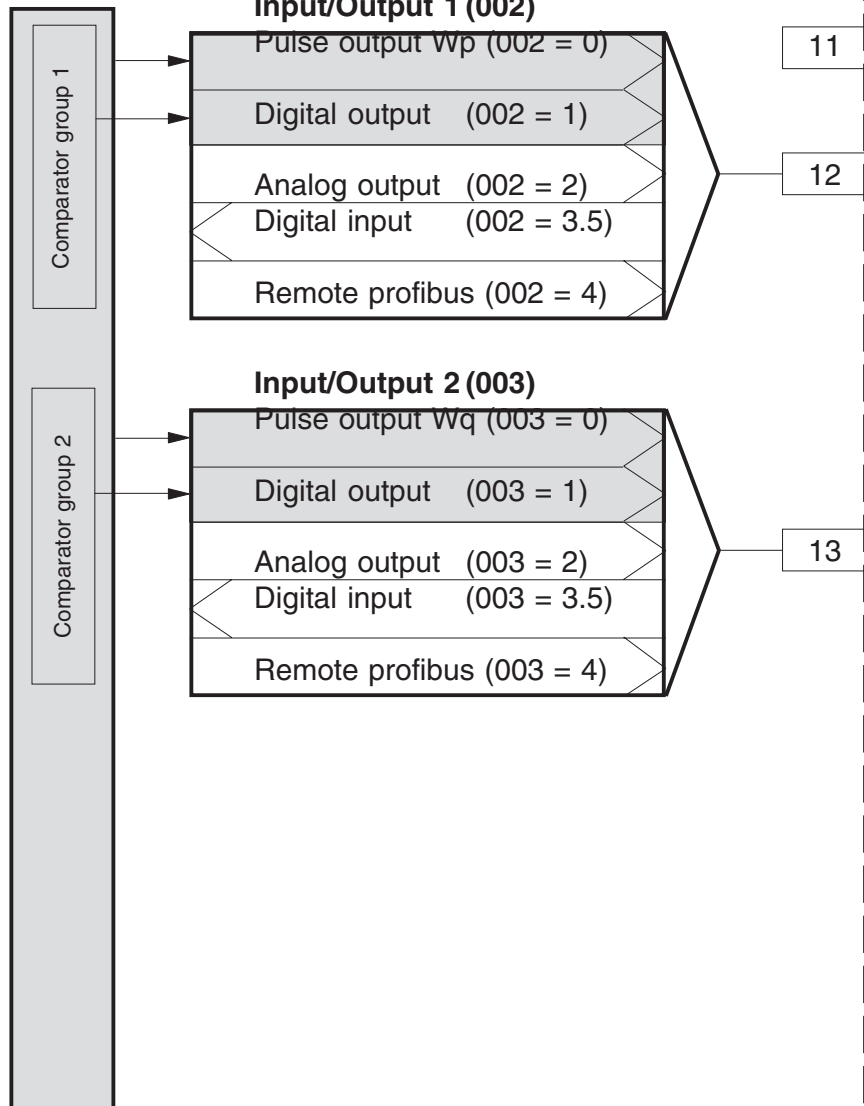 Input/Output 1 (002)
Pulse output Wp (002 = 0)
Digital output (002 = 1)
Analog output (002 = 2)
Digital input (002 = 3.5)
Remote profibus (002 = 4)
Comparator group 1
11
12
Input/Output 2 (003)
Pulse output Wq (003 = 0)
Digital output (003 = 1)
Analog output (003 = 2)
Digital input (003 = 3.5)
Remote profibus (003 = 4)
Comparator group 2
13